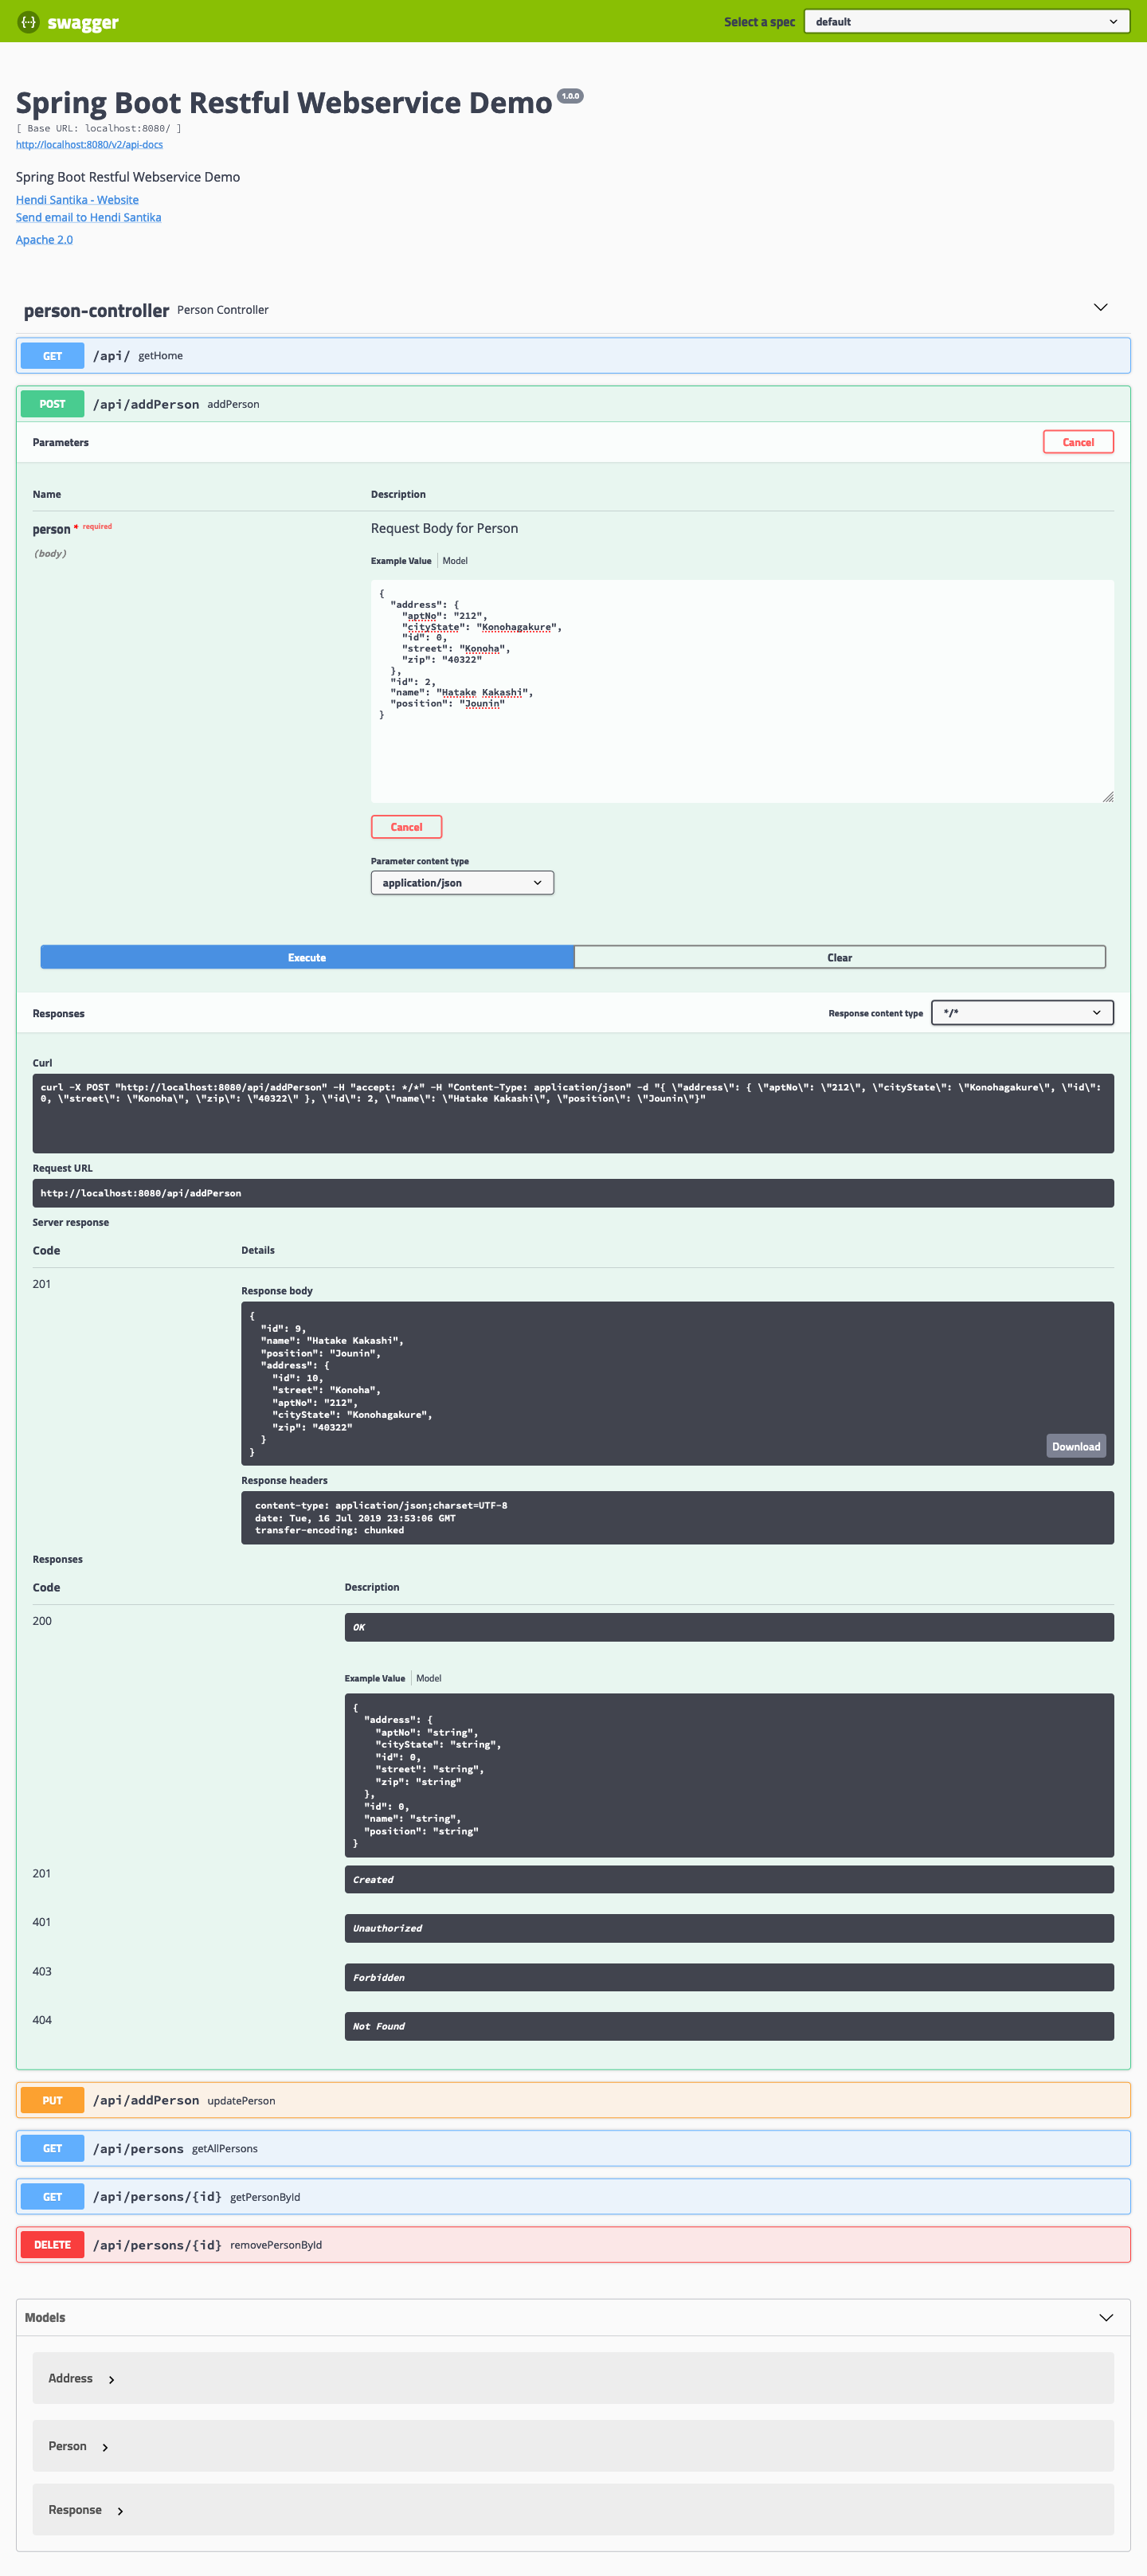 swagger
Select a spec
default
Spring Boot Restful Webservice Demo 1.0.0
[ Base URL: localhost:8080/ ]
http://localhost:8080/v2/api-docs
Spring Boot Restful Webservice Demo
Hendi Santika - Website
Send email to Hendi Santika
Apache 2.0
person-controller Person Controller
GET /api/ getHome
POST /api/addPerson addPerson
Parameters
Cancel
Name Description
person * required
(body)
Request Body for Person
Example Value Model
{
"address": {
"aptNo": "212",
"cityState": "Konohagakure",
"id": 0,
"street": "Konoha",
"zip": "40322"
},
"id": 2,
"name": "Hatake Kakashi",
"position": "Jounin"
}
Cancel
Parameter content type
application/json
Execute Clear
Responses
Response content type
*/*
Curl
curl -X POST "http://localhost:8080/api/addPerson" -H "accept: */*" -H "Content-Type: application/json" -d "{ \"address\": { \"aptNo\": \"212\", \"cityState\": \"Konohagakure\", \"id\":
0, \"street\": \"Konoha\", \"zip\": \"40322\" }, \"id\": 2, \"name\": \"Hatake Kakashi\", \"position\": \"Jounin\"}"
Request URL
http://localhost:8080/api/addPerson
Server response
Code Details
201
Response body
{
"id": 9,
"name": "Hatake Kakashi",
"position": "Jounin",
"address": {
"id": 10,
"street": "Konoha",
"aptNo": "212",
"cityState": "Konohagakure",
"zip": "40322"
}
}
Download
Response headers
content-type: application/json;charset=UTF-8
date: Tue, 16 Jul 2019 23:53:06 GMT
transfer-encoding: chunked
Responses
Code Description
200
OK
Example Value Model
{
"address": {
"aptNo": "string",
"cityState": "string",
"id": 0,
"street": "string",
"zip": "string"
},
"id": 0,
"name": "string",
"position": "string"
}
201 Created
401 Unauthorized
403 Forbidden
404 Not Found
PUT /api/addPerson updatePerson
GET /api/persons getAllPersons
GET /api/persons/{id} getPersonById
DELETE /api/persons/{id} removePersonById
Models
Address
Person
Response